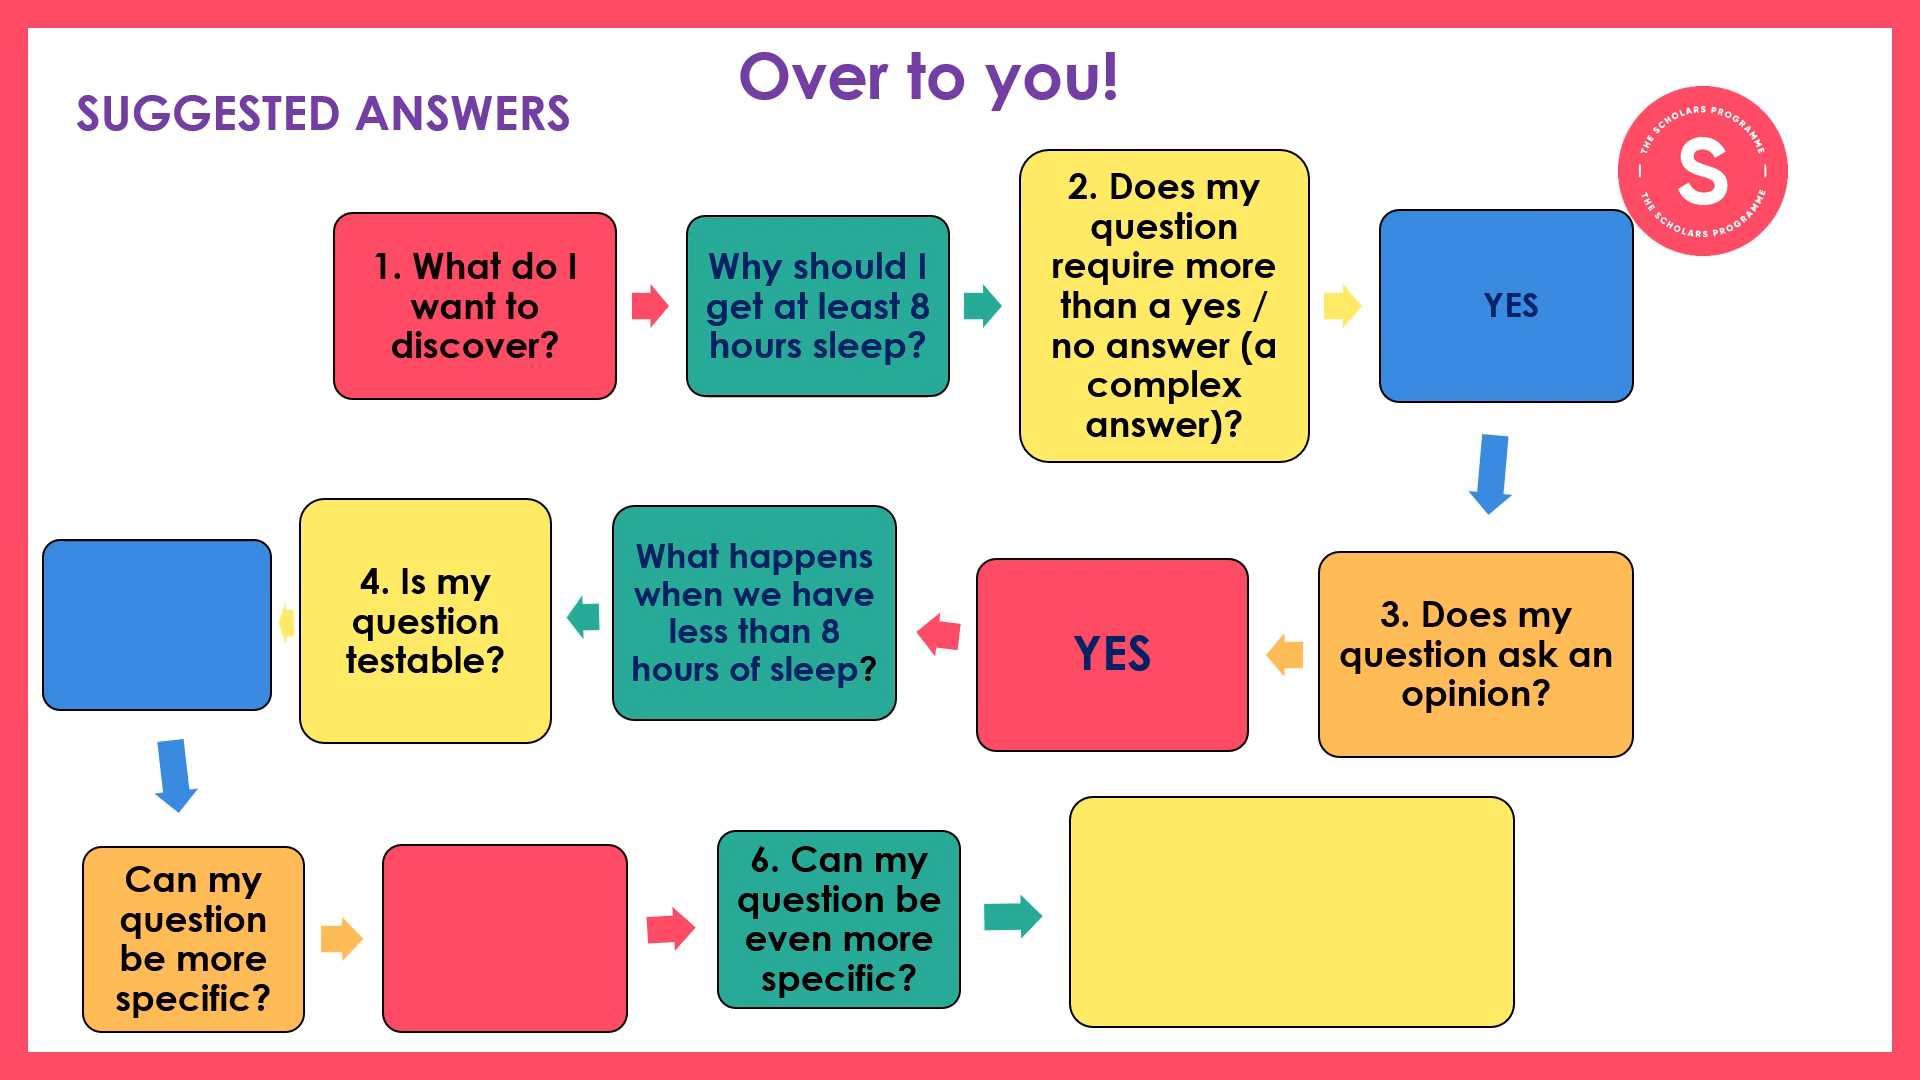 Over to you!
SUGGESTED ANSWERS
THE SCHOLARS PROGRAMME
S
THE SCHOLARS PROGRAMME
1. What do I
want to
discover?
Why should I
get at least 8
hours sleep?
2. Does my
question
require more
than a yes /
no answer (a
complex
answer)?
YES
3. Does my
question ask an
opinion?
YES
What happens
when we have
less than 8
hours of sleep?
4. Is my
question
testable?
Can my
question
be more
specific?
6. Can my
question be
even more
specific?